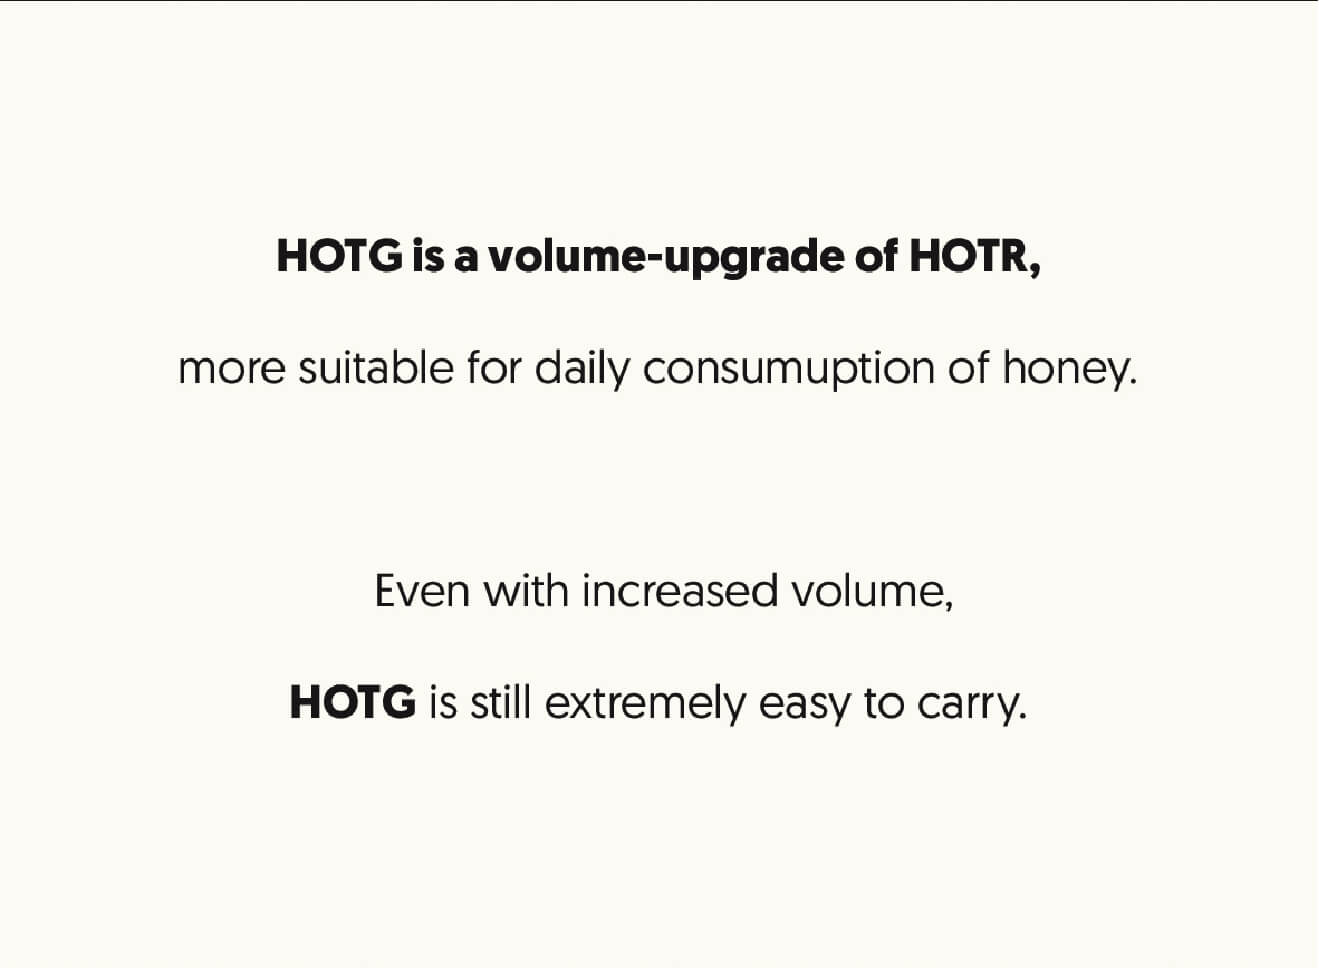 HOTG is a volume-upgrade of HOTR,
more suitable for daily consumuption of honey.
Even with increased volume,
HOTG is still extremely easy to carry.